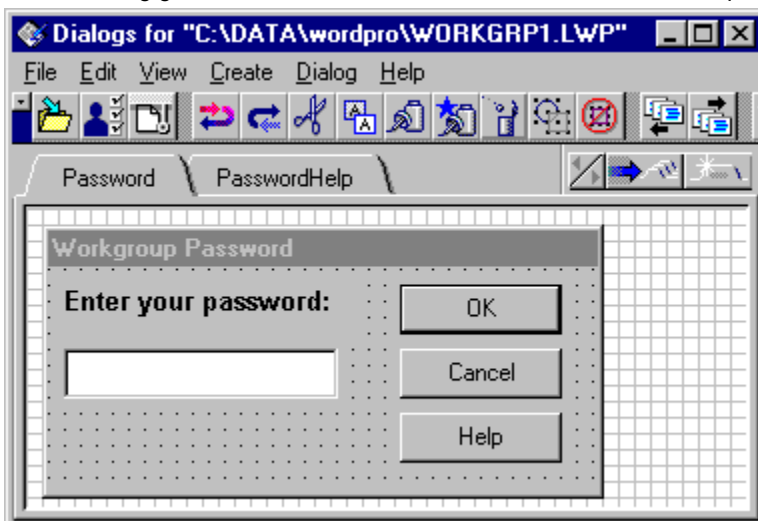 Dialogs for "C:\DATA\wordpro\WORKGRP1.LWP"
File Edit View Create Dialog Help
Password PasswordHelp
Workgroup Password
Enter your password:
OK
Cancel
Help